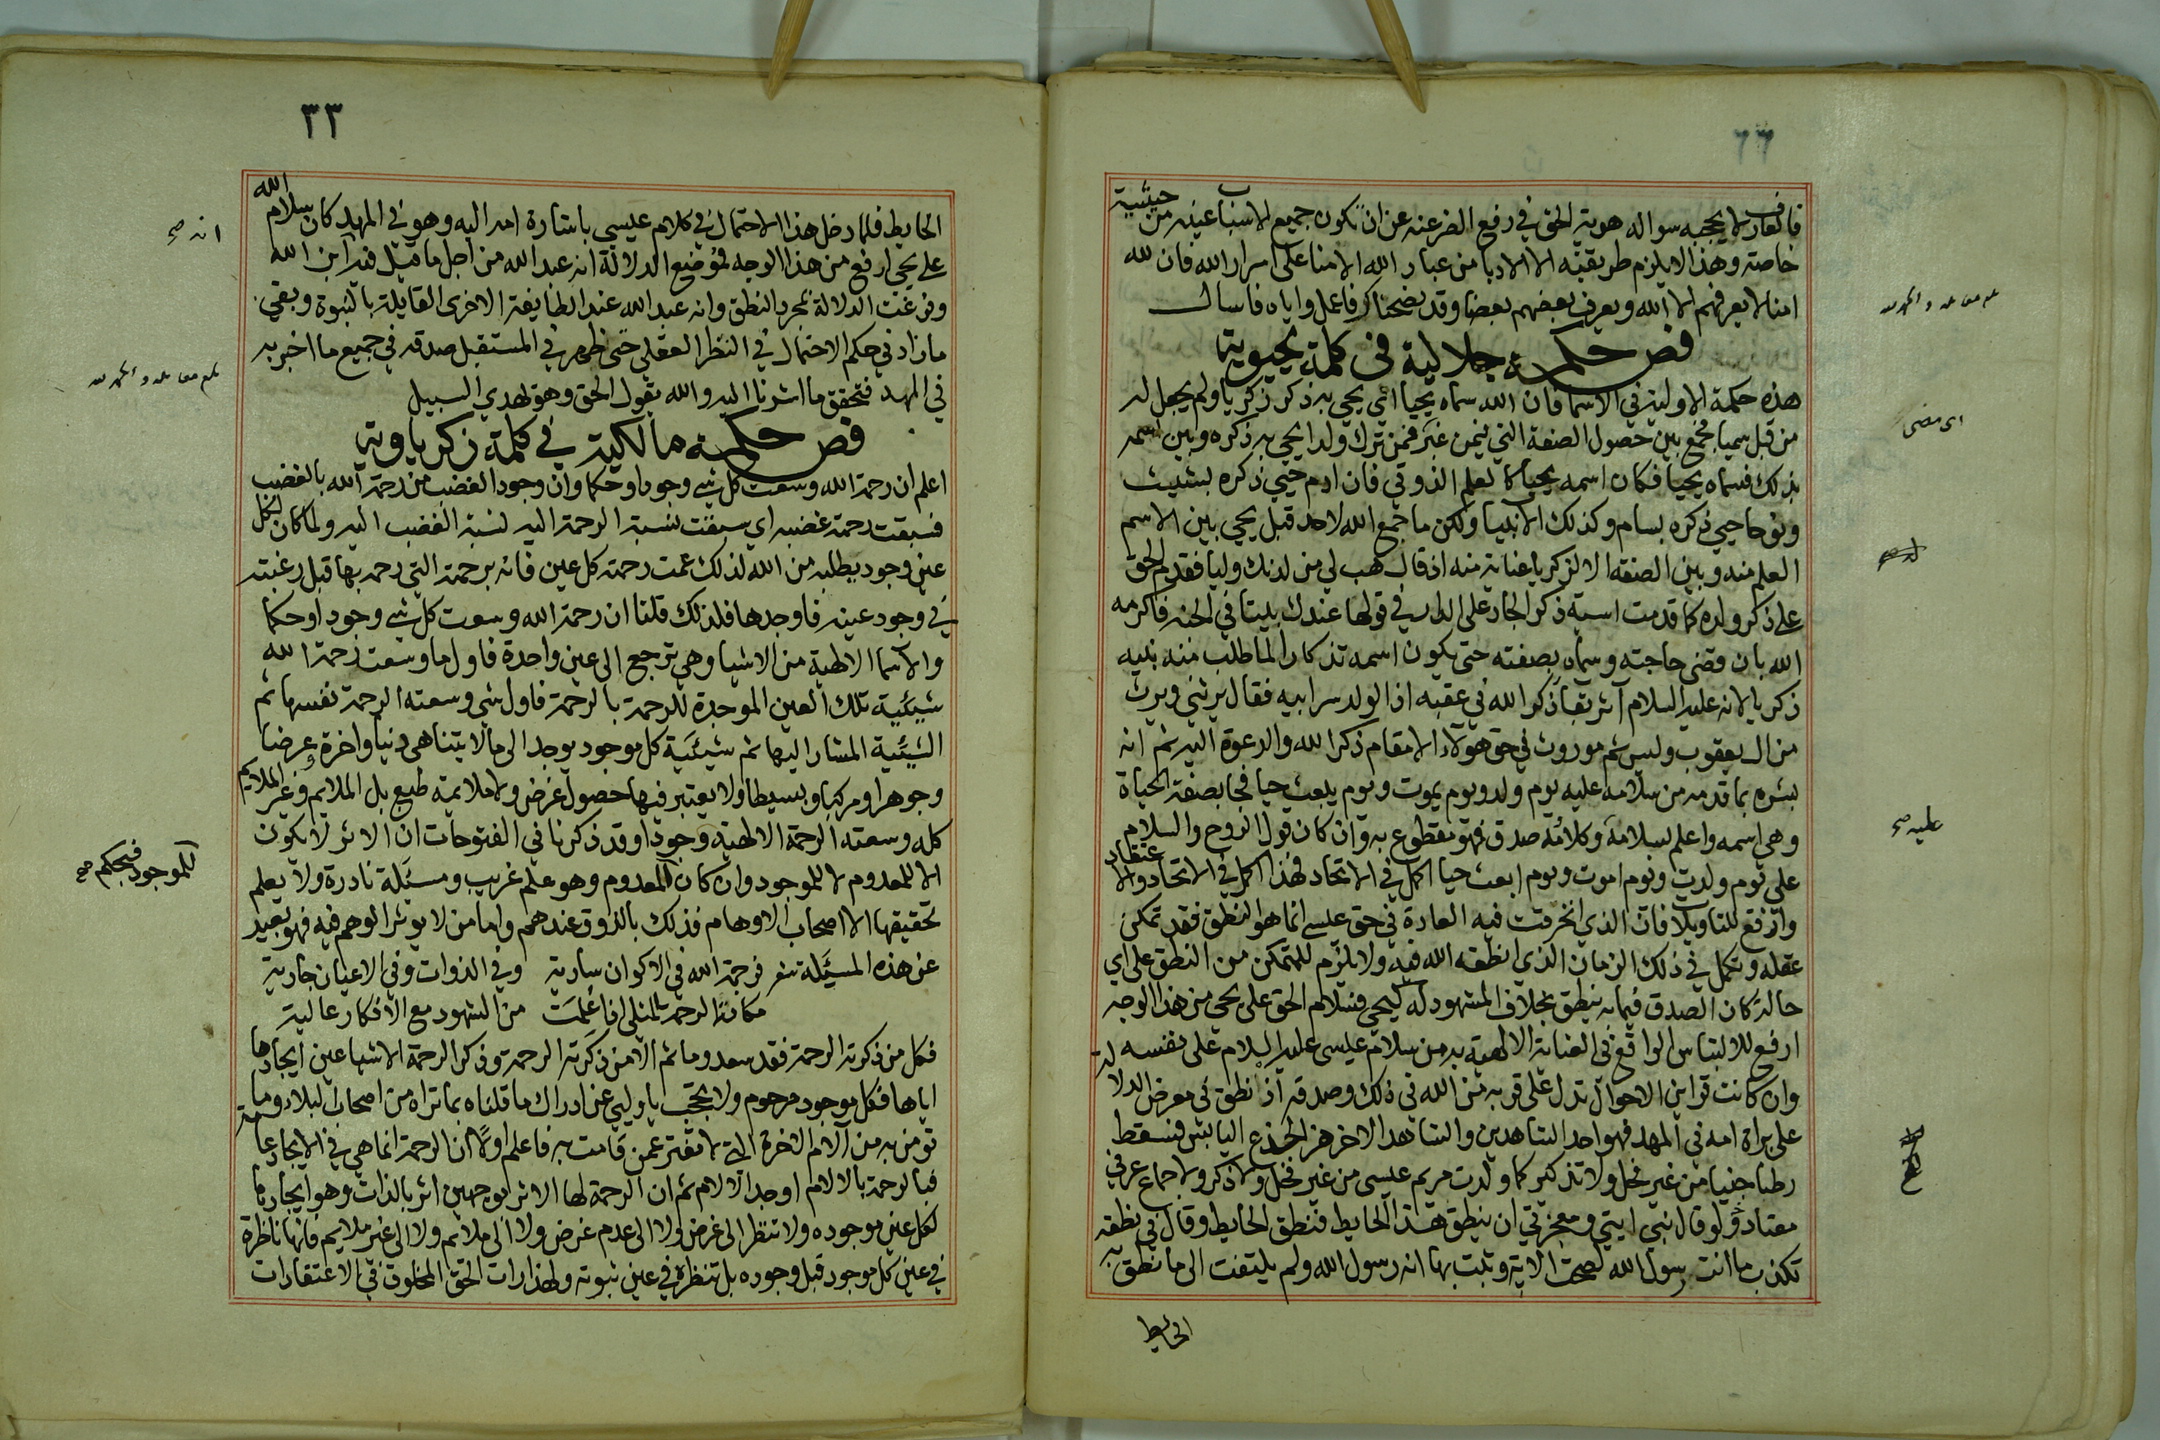 ٦٦
فالعارف لا يحجبه سواله هوية الحق في رفع الضر عنه عن ان تكون جميع الاسباب عينه من حيثية
خاصة وهذا لا يلزم طريقته الا الادبا من عباد الله الامنا على اسرار الله فان لله
امنا لا يعرفهم الا الله ويعرف بعضهم بعضا وقد نصحناك فاعمل واياه فاسال
فص حكمة جلالية في كلمة يحيوية
هذه حكمة الاولية في الاسما فان الله سماه يحيا اي يحيى به ذكر زكريا ولم يجعل له
من قبل سميا فجمع بين حصول الصفة التي فيمن غبر فمن ترك ولدا يحيى به ذكره وبين اسمه
بذلك فسماه يحيا فكان اسمه يحيا كالعلم الذوقي فان ادم حيي ذكره بشيث
ونوحا حيي ذكره بسام وكذلك الانبيا ولكن ما جمع الله لاحد قبل يحيى بين الاسم
العلم منه وبين الصفة الا لزكريا عناية منه اذ قال هب لي من لدنك وليا فقدم الحق
على ذكر ولده كما قدمت اسية ذكر الجار على الدار في قولها عندك بيتا في الجنة فاكرمه
الله بان قضى حاجته وسماه بصفته حتى يكون اسمه تذكارا لما طلب منه نبيه
زكريا لانه عليه السلام آثر بقا ذكر الله في عقبه اذ الولد سر ابيه فقال يرثني ويرث
من ال يعقوب وليس ثم موروث في حق هولاء الا مقام ذكر الله والدعوة اليه ثم انه
بشره بما قدمه من سلامه عليه يوم ولد ويوم يموت ويوم يبعث حيا فجا بصفة الحياة
وهي اسمه واعلم بسلامه وكلامه صدق فهو مقطوع به وان كان قول الروح والسلام
على يوم ولدت ويوم اموت ويوم ابعث حيا اكمل في الاتحاد فهذا اكمل في الاتحاد والاعتقاد
وارفع للتاويلات فان الذي انخرقت فيه العادة في حق عيسى انما هو النطق فقد تمكن
عقله وتكمل في ذلك الزمان الذي انطقه الله فيه ولا يلزم للمتمكن من النطق على اي
حالة كان الصدق فيما به ينطق بخلاف المشهود له كيحيى فسلام الحق على يحيى من هذا الوجه
ارفع للالتباس الواقع في العناية الالهية به من سلام عيسى عليه السلام على نفسه
وان كانت قراين الاحوال تدل على قربه من الله في ذلك وصدقه اذ نطق في معرض الدلالة
على براة امه في المهد فهو احد الشاهدين والشاهد الاخر هز الجذع اليابس فسقط
رطبا جنيا من غير فحل ولا تذكير كما ولدت مريم عيسى من غير فحل ولا ذكر ولا جماع عرفي
معتاد ولو قال نبي ايتي ومعجزتي ان ينطق هذا الحايط فنطق الحايط وقال في نطقه
تكذب ما انت رسول الله لصحت الاية وثبت بها انه رسول الله ولم يلتفت الى ما نطق به
الحايط
اى مضى
عليه صح
٣٣
الحايط فلما دخل هذا الاحتمال في كلام عيسى باشارة امه اليه وهو في المهد كان سلام الله
على يحيى ارفع من هذا الوجه فموضع الدلالة انه عبد الله من اجل ما قيل فيه ابن الله
وفرغت الدلالة بمجرد النطق وانه عبد الله عند الطايفة الاخرى القايلة بالنبوة وبقي
ما زاد في حكم الاحتمال في النظر العقلي حتى ظهر في المستقبل صدقه في جميع ما اخبر به
في المهد فتحقق ما اشرنا اليه والله يقول الحق وهو يهدي السبيل
فص حكمة مالكية في كلمة زكرياوية
اعلم ان رحمة الله وسعت كل شي وجودا وحكما وان وجود الغضب من رحمة الله بالغضب
فسبقت رحمته غضبه اي سبقت نسبة الرحمة اليه نسبة الغضب اليه ولما كان لكل
عين وجود يطلبه من الله لذلك عمت رحمته كل عين فانه برحمته التي رحمه بها قبل رغبته
في وجود عينه فاوجدها فلذلك قلنا ان رحمة الله وسعت كل شي وجودا وحكما
والاسما الالهية من الاشيا وهي ترجع الى عين واحدة فاول ما وسعت رحمة الله
شيئية تلك العين الموجدة للرحمة بالرحمة فاول شي وسعته الرحمة نفسها ثم
الشيئية المشار اليها ثم شيئية كل موجود يوجد الى ما لا يتناهى دنيا واخرة وعرضا
وجوهرا ومركبا وبسيطا ولا يعتبر فيها حصول غرض ولا ملايمة طبع بل الملايم وغير الملايم
كله وسعته الرحمة الالهية وجودا وقد ذكرنا في الفتوحات ان الاثر لا يكون
الا للمعدوم لا للموجود وان كان للمعدوم وهو علم غريب ومسئلة نادرة ولا يعلم
تحقيقها الا اصحاب الاوهام فذلك بالذوق عندهم واما من لا يوثر الوهم فيه فهو بعيد
عن هذه المسئلة شعر فرحمة الله في الاكوان سارية وفي الذوات وفي الاعيان جارية
مكانة الرحمة المثلى اذا علمت من الشهود مع الافكار عالية
فكل من ذكرته الرحمة فقد سعد وما ثم الا من ذكرته الرحمة وذكر الرحمة الاشيا عين ايجادها
اياها فكل موجود مرحوم ولا تحجب يا وليي عن ادراك ما قلناه بما تراه من اصحاب البلاء وما
تومن به من آلام الاخرة التي لا تفتر عمن قامت به فاعلم اولا ان الرحمة انما هي في الايجاد عامة
فبالرحمة بالالام اوجد الالام ثم ان الرحمة لها الاثر بوجهين اثر بالذات وهو ايجادها
لكل عين موجودة ولا تنظر الى غرض ولا الى عدم غرض ولا الى ملايم ولا الى غير ملايم فانها ناظرة
في عين كل موجود قبل وجوده بل تنظره في عين ثبوته ولهذا رات الحق المخلوق في الاعتقادات
انه صح
للموجود فبحكم صح